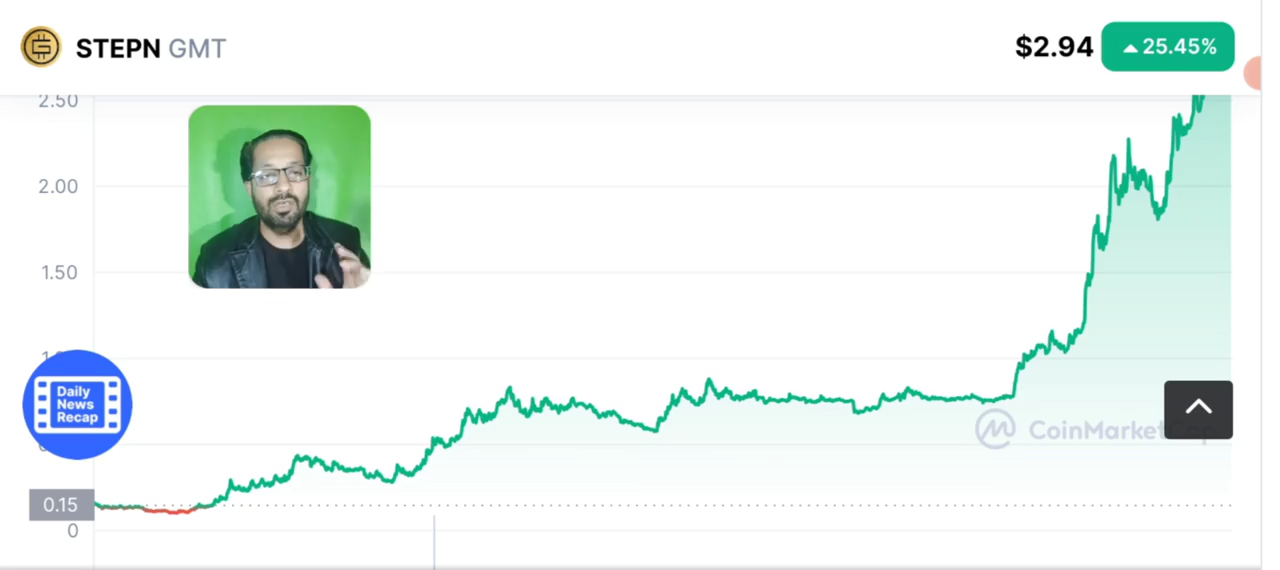 STEPN GMT
$2.94
25.45%
2.50
2.00
1.50
Daily
News
Recap
CoinMarket
0.15
0